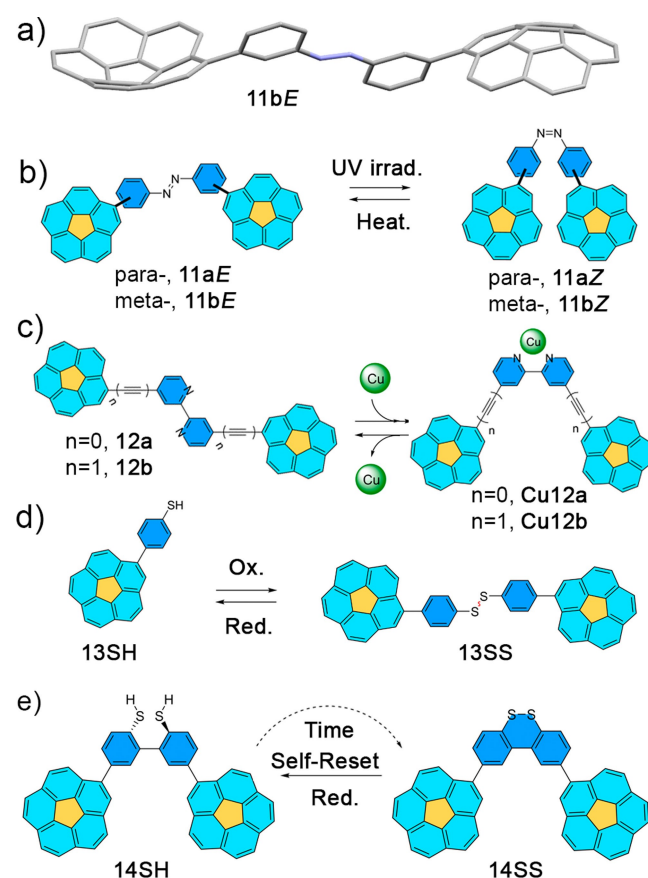 a)
11bE
b)
N=N
UV irrad.
Heat.
N=N
para-, 11aE
meta-, 11bE
para-, 11aZ
meta-, 11bZ
c)
n
N
N
n
Cu
Cu
Cu
N N
n n
n=0, 12a
n=1, 12b
n=0, Cu12a
n=1, Cu12b
d)
SH
Ox.
Red.
S
S
13SH
13SS
e)
H H
S S
Time
Self-Reset
Red.
S-S
14SH
14SS